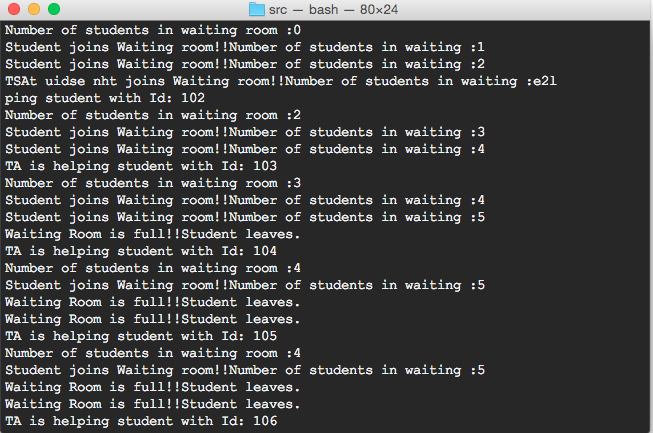 src — bash — 80×24
Number of students in waiting room :0
Student joins Waiting room!!Number of students in waiting :1
Student joins Waiting room!!Number of students in waiting :2
TSAt uidse nht joins Waiting room!!Number of students in waiting :e2l
ping student with Id: 102
Number of students in waiting room :2
Student joins Waiting room!!Number of students in waiting :3
Student joins Waiting room!!Number of students in waiting :4
TA is helping student with Id: 103
Number of students in waiting room :3
Student joins Waiting room!!Number of students in waiting :4
Student joins Waiting room!!Number of students in waiting :5
Waiting Room is full!!Student leaves.
TA is helping student with Id: 104
Number of students in waiting room :4
Student joins Waiting room!!Number of students in waiting :5
Waiting Room is full!!Student leaves.
Waiting Room is full!!Student leaves.
TA is helping student with Id: 105
Number of students in waiting room :4
Student joins Waiting room!!Number of students in waiting :5
Waiting Room is full!!Student leaves.
Waiting Room is full!!Student leaves.
TA is helping student with Id: 106